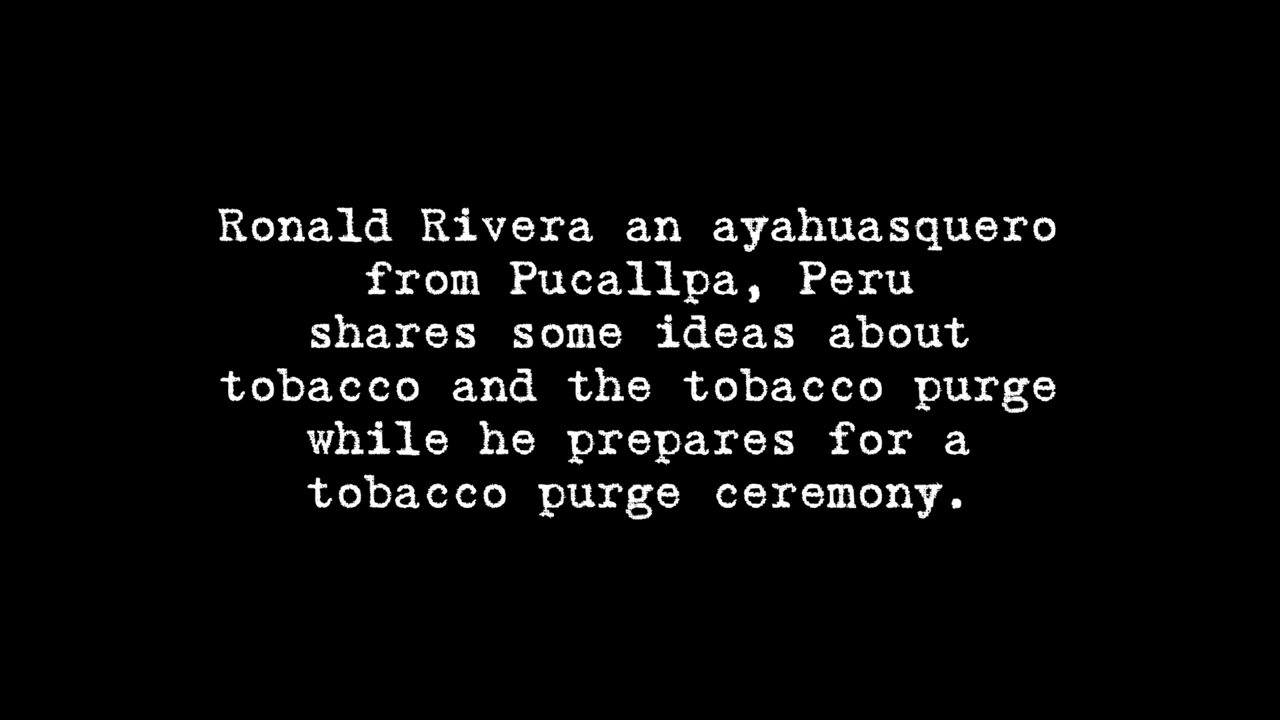 Ronald Rivera an ayahuasquero
from Pucallpa, Peru
shares some ideas about
tobacco and the tobacco purge
while he prepares for a
tobacco purge ceremony.